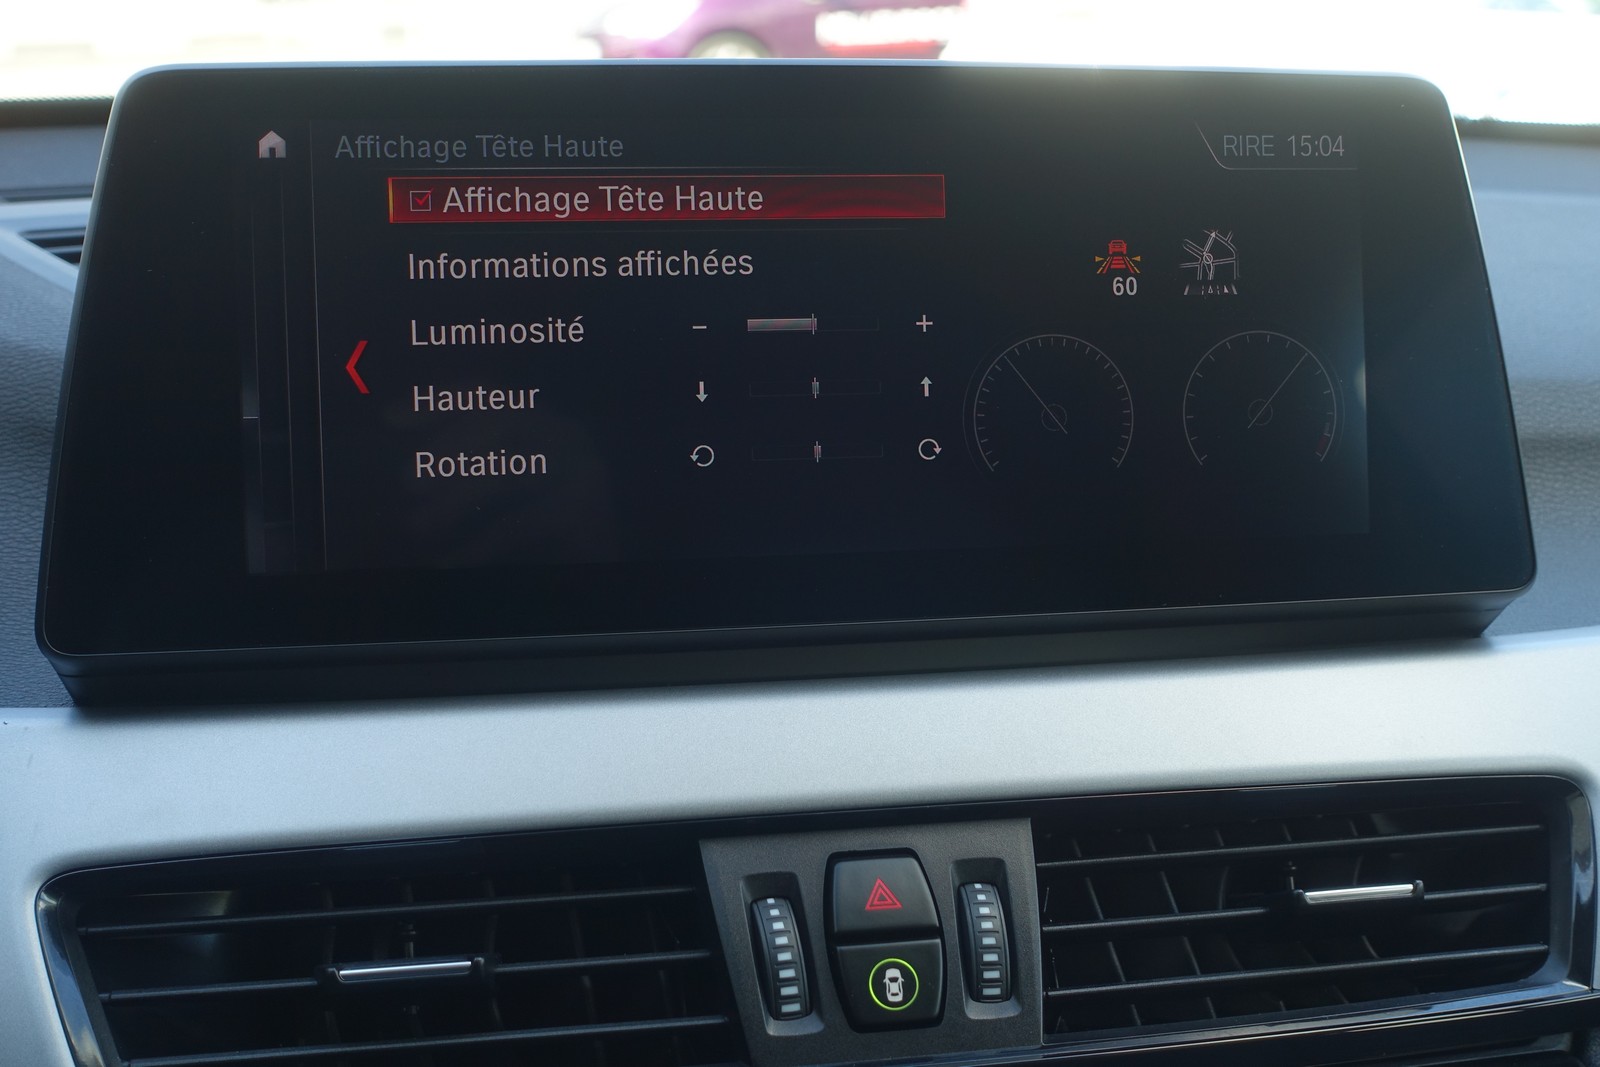 Affichage Tête Haute
RIRE 15:04
Affichage Tête Haute
Informations affichées
60
Luminosité - +
Hauteur
Rotation